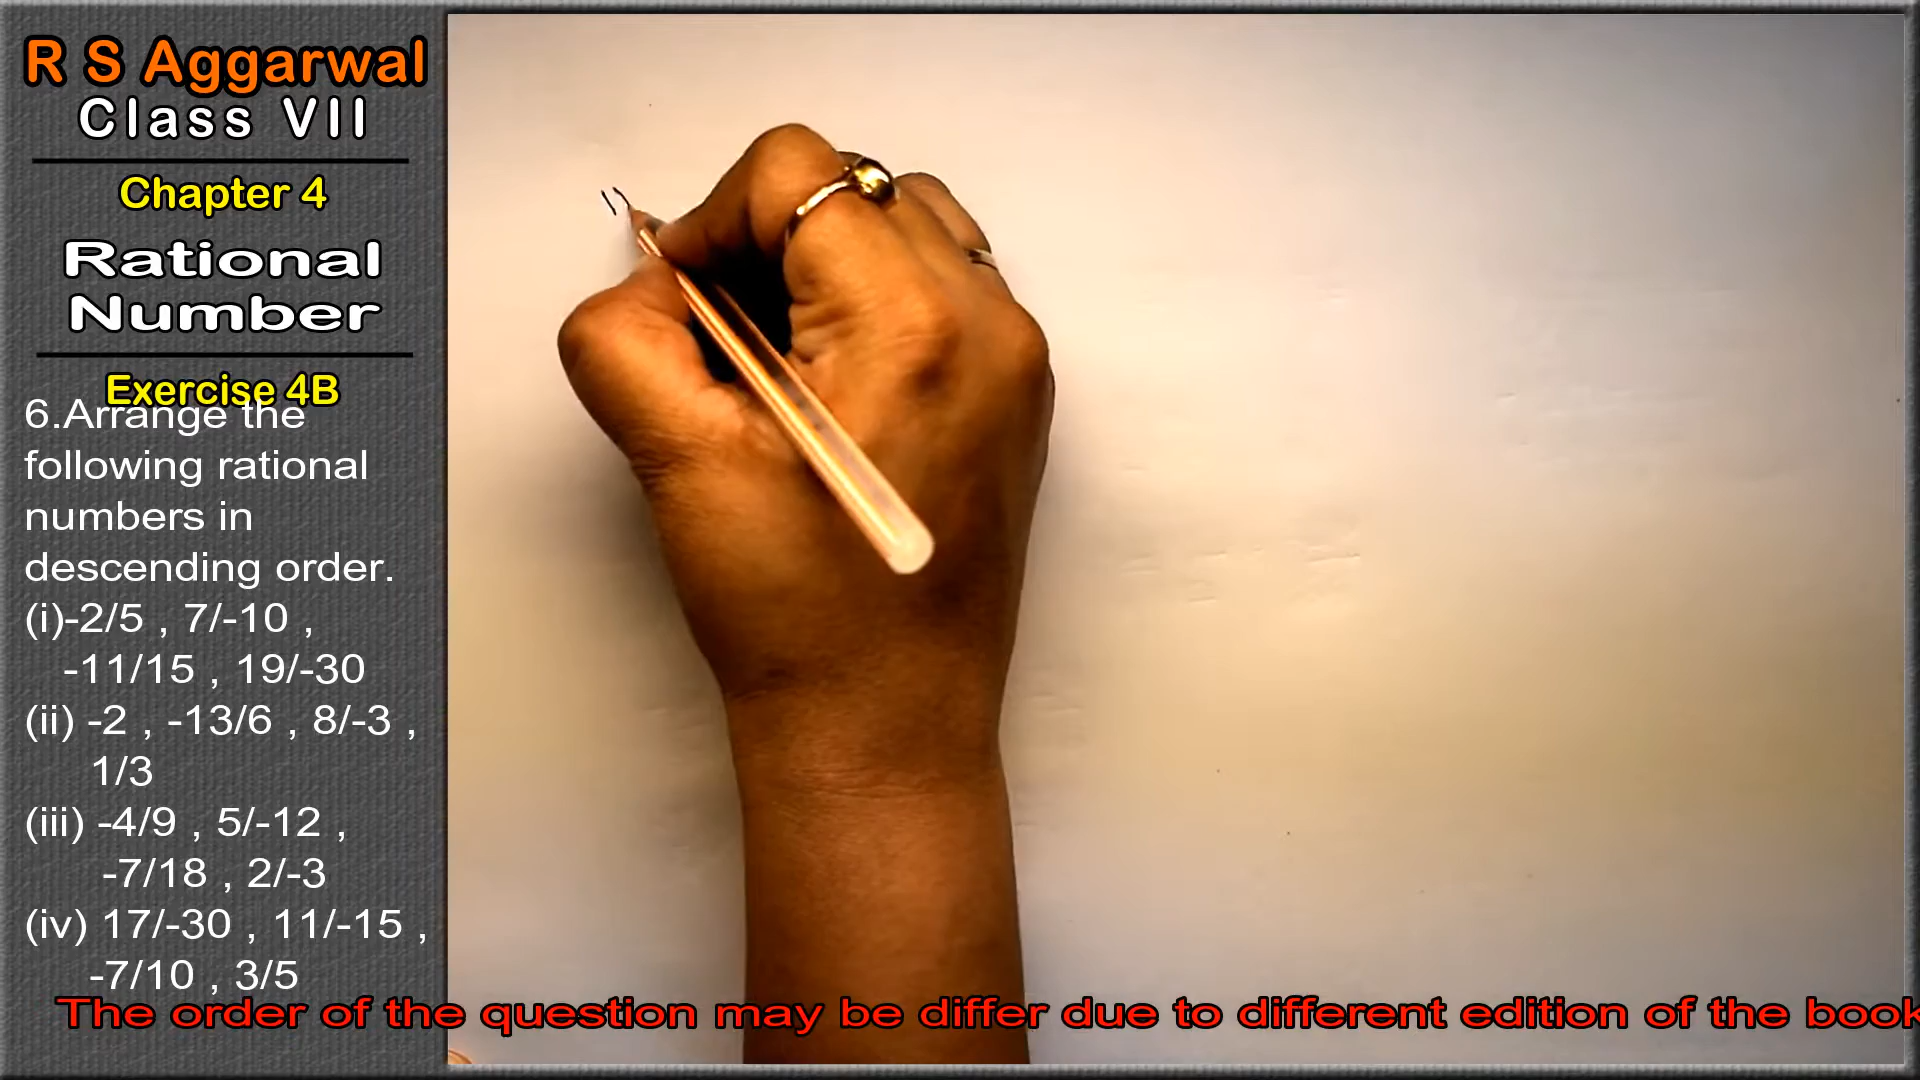 R S Aggarwal
Class VII
Chapter 4
Rational
Number
Exercise 4B
6.Arrange the
following rational
numbers in
descending order.
(i)-2/5 , 7/-10 ,
-11/15 , 19/-30
(ii) -2 , -13/6 , 8/-3 ,
1/3
(iii) -4/9 , 5/-12 ,
-7/18 , 2/-3
(iv) 17/-30 , 11/-15 ,
-7/10 , 3/5
The order of the question may be differ due to different edition of the book